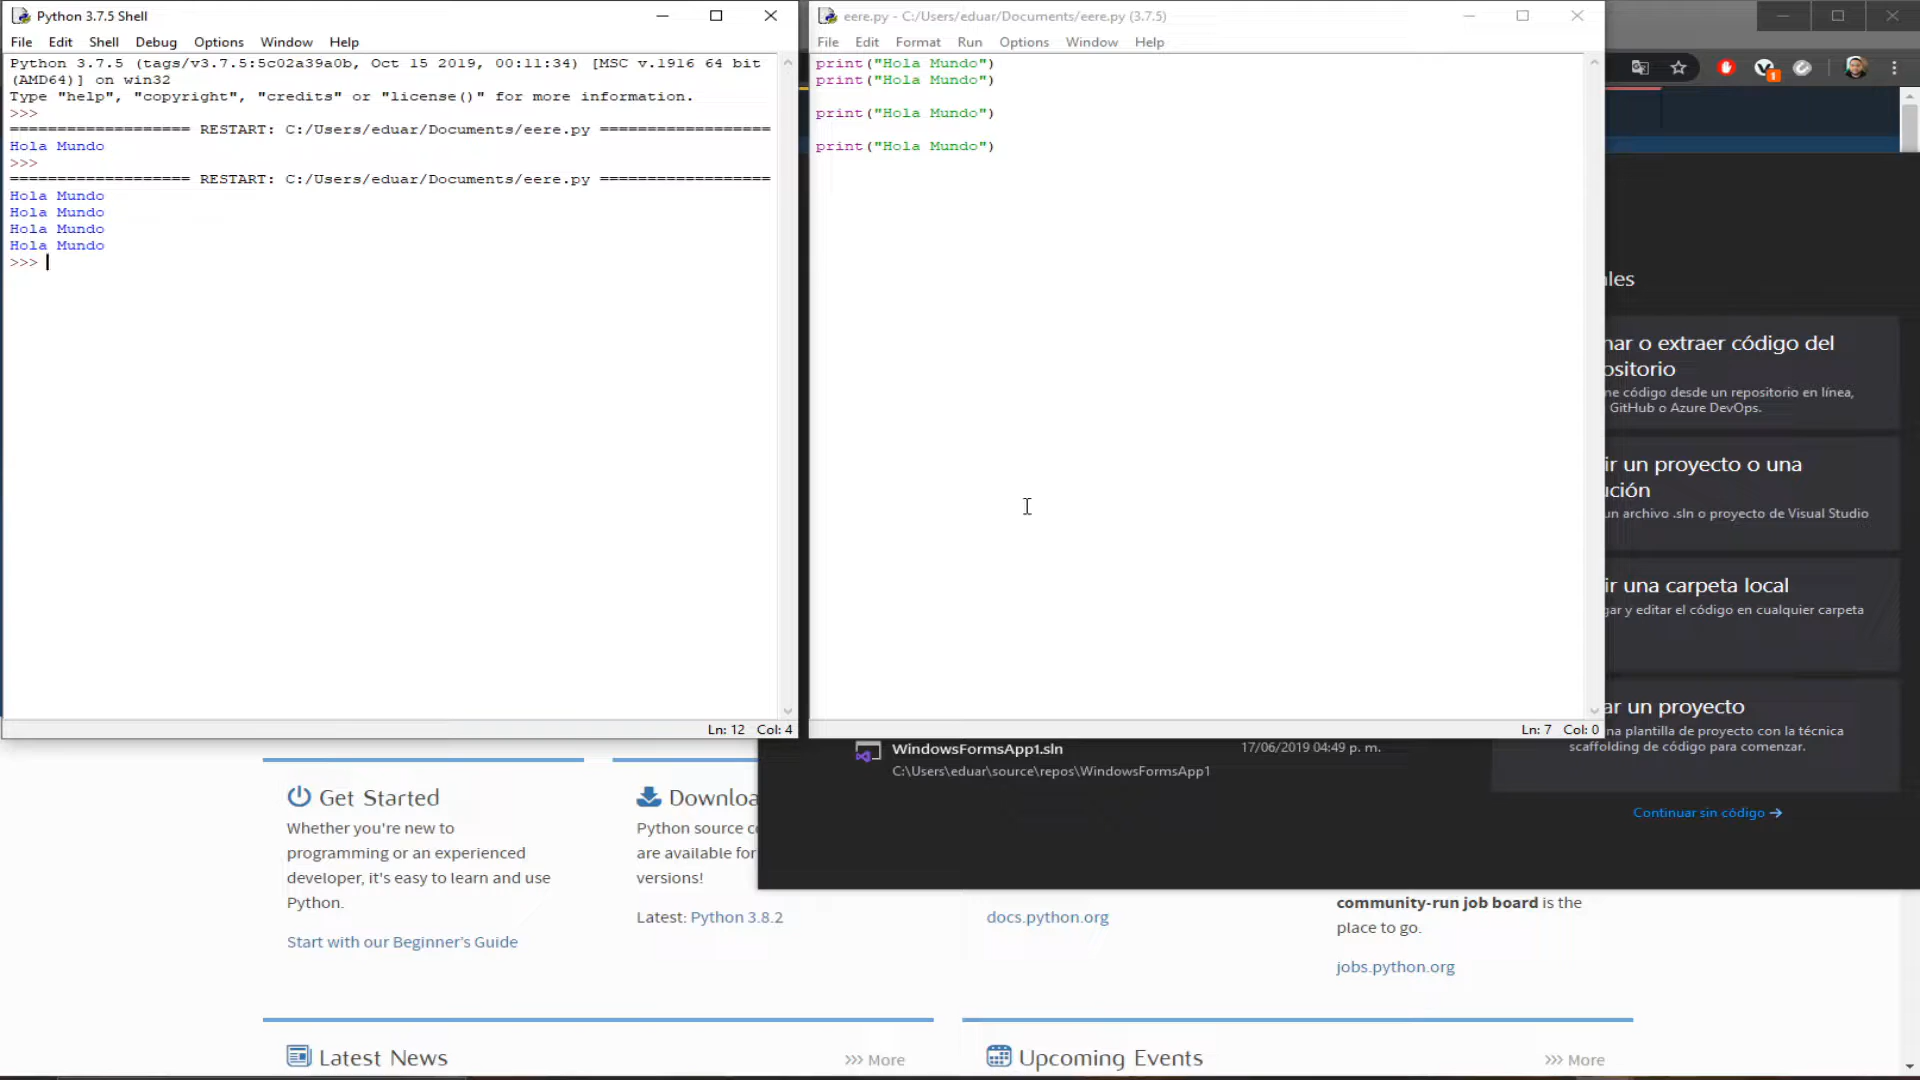 Python 3.7.5 Shell
File Edit Shell Debug Options Window Help
Python 3.7.5 (tags/v3.7.5:5c02a39a0b, Oct 15 2019, 00:11:34) [MSC v.1916 64 bit
(AMD64)] on win32
Type "help", "copyright", "credits" or "license()" for more information.
>>>
=================== RESTART: C:/Users/eduar/Documents/eere.py ==================
Hola Mundo
>>>
=================== RESTART: C:/Users/eduar/Documents/eere.py ==================
Hola Mundo
Hola Mundo
Hola Mundo
Hola Mundo
>>>
Ln: 12 Col: 4
eere.py - C:/Users/eduar/Documents/eere.py (3.7.5)
File Edit Format Run Options Window Help
print("Hola Mundo")
print("Hola Mundo")
print("Hola Mundo")
print("Hola Mundo")
Ln: 7 Col: 0
1
les
nar o extraer código del
ositorio
ne código desde un repositorio en línea,
GitHub o Azure DevOps.
ir un proyecto o una
ución
un archivo .sln o proyecto de Visual Studio
ir una carpeta local
gar y editar el código en cualquier carpeta
ar un proyecto
na plantilla de proyecto con la técnica
scaffolding de código para comenzar.
Continuar sin código →
WindowsFormsApp1.sln 17/06/2019 04:49 p. m.
C:\Users\eduar\source\repos\WindowsFormsApp1
Get Started
Whether you're new to
programming or an experienced
developer, it's easy to learn and use
Python.
Start with our Beginner's Guide
Downloa
Python source co
are available for
versions!
Latest: Python 3.8.2
docs.python.org
community-run job board is the
place to go.
jobs.python.org
Latest News
>>> More
Upcoming Events
>>> More